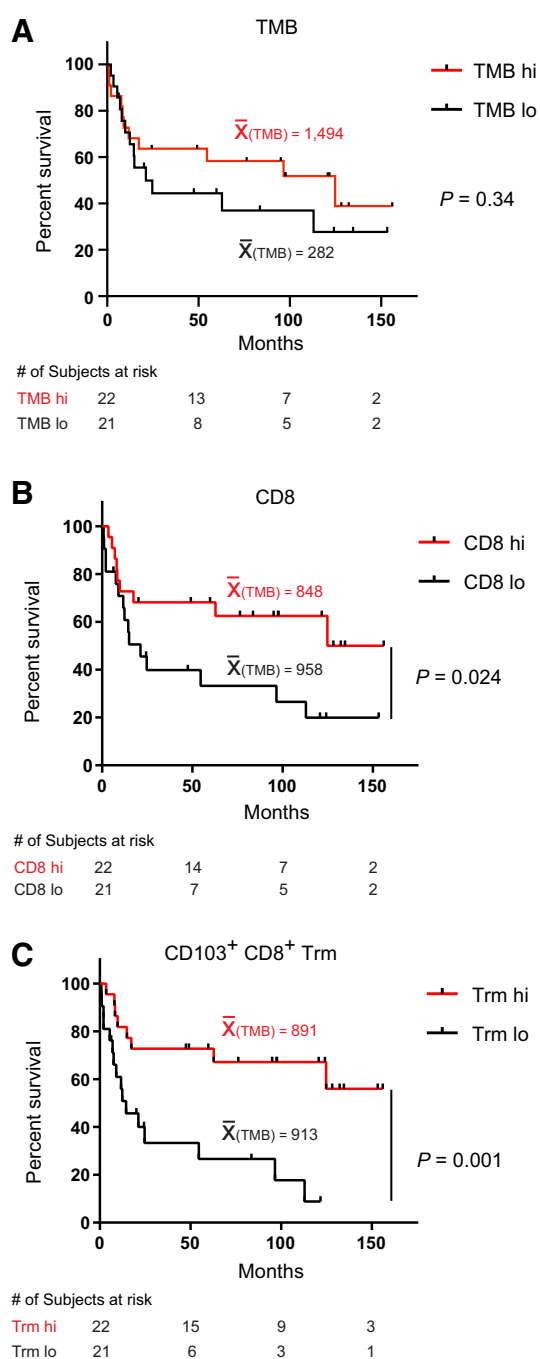 A
TMB
100
80
60
40
20
0
Percent survival
X̄(TMB) = 1,494
X̄(TMB) = 282
TMB hi
TMB lo
P = 0.34
0 50 100 150
Months
# of Subjects at risk
TMB hi 22 13 7 2
TMB lo 21 8 5 2
B
CD8
100
80
60
40
20
0
Percent survival
X̄(TMB) = 848
X̄(TMB) = 958
CD8 hi
CD8 lo
P = 0.024
0 50 100 150
Months
# of Subjects at risk
CD8 hi 22 14 7 2
CD8 lo 21 7 5 2
C
CD103+ CD8+ Trm
100
80
60
40
20
0
Percent survival
X̄(TMB) = 891
X̄(TMB) = 913
Trm hi
Trm lo
P = 0.001
0 50 100 150
Months
# of Subjects at risk
Trm hi 22 15 9 3
Trm lo 21 6 3 1